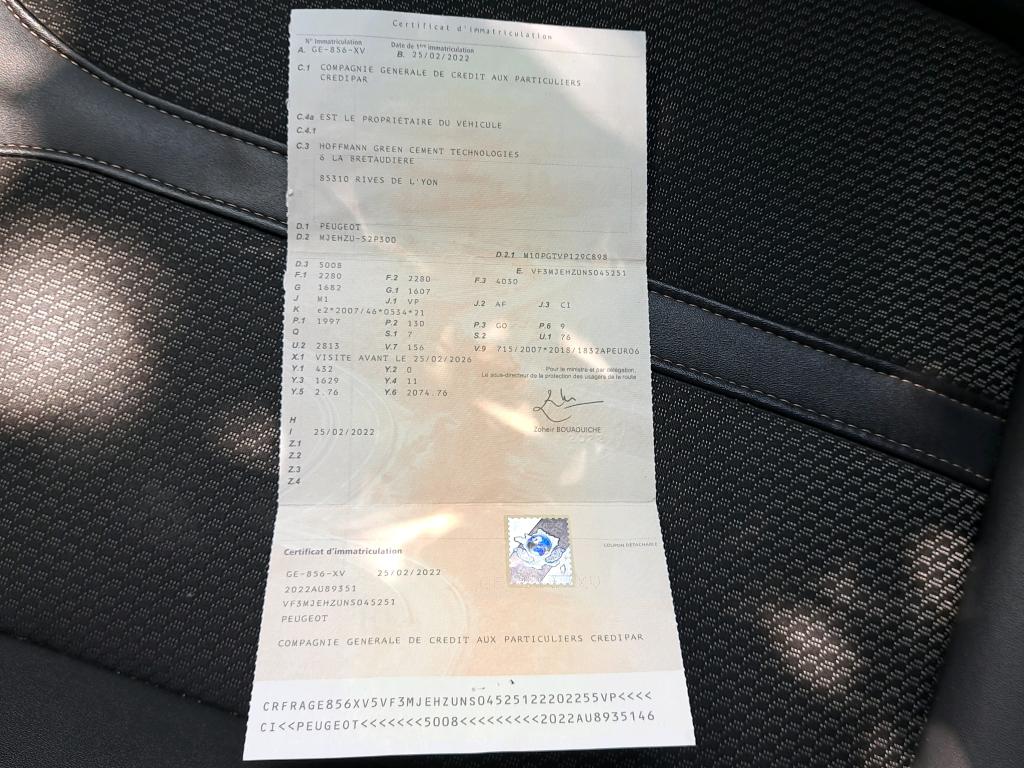 Certificat d'immatriculation
N° Immatriculation Date de 1ère immatriculation
A. GE-856-XV B. 25/02/2022
C.1 COMPAGNIE GENERALE DE CREDIT AUX PARTICULIERS
CREDIPAR
C.4a EST LE PROPRIÉTAIRE DU VÉHICULE
C.4.1
C.3 HOFFMANN GREEN CEMENT TECHNOLOGIES
6 LA BRETAUDIERE
85310 RIVES DE L'YON
D.1 PEUGEOT
D.2 MJEHZU-S2P300
D.2.1 M10PGTVP129C898
D.3 5008 E. VF3MJEHZUNS045251
F.1 2280 F.2 2280 F.3 4030
G 1682 G.1 1607
J M1 J.1 VP J.2 AF J.3 CI
K e2*2007/46*0534*21
P.1 1997 P.2 130 P.3 GO P.6 9
Q S.1 7 S.2 U.1 76
U.2 2813 V.7 156 V.9 715/2007*2018/1832APEURO6
X.1 VISITE AVANT LE 25/02/2026
Y.1 432 Y.2 0
Y.3 1629 Y.4 11
Y.5 2.76 Y.6 2074.76
Pour le ministre et par délégation,
Le sous-directeur de la protection des usagers de la route
Zoheir BOUAOUICHE
H
I 25/02/2022
Z.1
Z.2
Z.3
Z.4
Certificat d'immatriculation
COUPON DÉTACHABLE
GE-856-XV 25/02/2022
2022AU89351
VF3MJEHZUNS045251
PEUGEOT
COMPAGNIE GENERALE DE CREDIT AUX PARTICULIERS CREDIPAR
CRFRAGE856XV5VF3MJEHZUNS04525122202255VP<<<<
CI<<PEUGEOT<<<<<<<5008<<<<<<<<<2022AU8935146